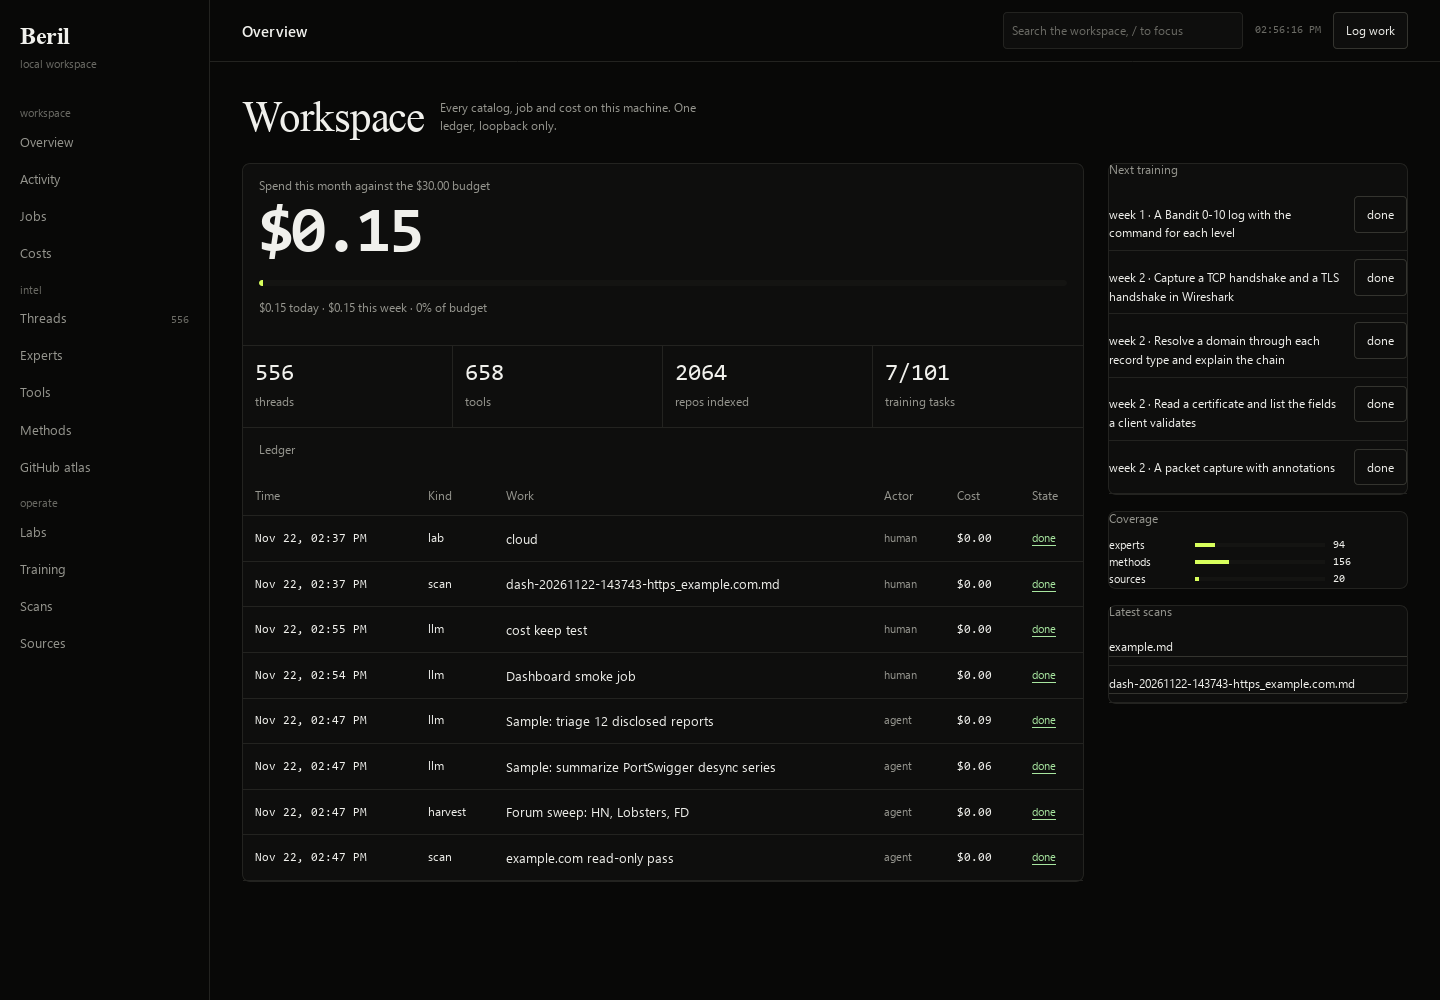 Beril
local workspace
workspace
Overview
Activity
Jobs
Costs
intel
Threads 556
Experts
Tools
Methods
GitHub atlas
operate
Labs
Training
Scans
Sources
Overview
Search the workspace, / to focus
02:56:16 PM
Log work
Workspace
Every catalog, job and cost on this machine. One
ledger, loopback only.
Spend this month against the $30.00 budget
$0.15
$0.15 today · $0.15 this week · 0% of budget
556
threads
658
tools
2064
repos indexed
7/101
training tasks
Ledger
Time Kind Work Actor Cost State
Nov 22, 02:37 PM lab cloud human $0.00 done
Nov 22, 02:37 PM scan dash-20261122-143743-https_example.com.md human $0.00 done
Nov 22, 02:55 PM llm cost keep test human $0.00 done
Nov 22, 02:54 PM llm Dashboard smoke job human $0.00 done
Nov 22, 02:47 PM llm Sample: triage 12 disclosed reports agent $0.09 done
Nov 22, 02:47 PM llm Sample: summarize PortSwigger desync series agent $0.06 done
Nov 22, 02:47 PM harvest Forum sweep: HN, Lobsters, FD agent $0.00 done
Nov 22, 02:47 PM scan example.com read-only pass agent $0.00 done
Next training
week 1 · A Bandit 0-10 log with the
command for each level
done
week 2 · Capture a TCP handshake and a TLS
handshake in Wireshark
done
week 2 · Resolve a domain through each
record type and explain the chain
done
week 2 · Read a certificate and list the fields
a client validates
done
week 2 · A packet capture with annotations
done
Coverage
experts 94
methods 156
sources 20
Latest scans
example.md
dash-20261122-143743-https_example.com.md